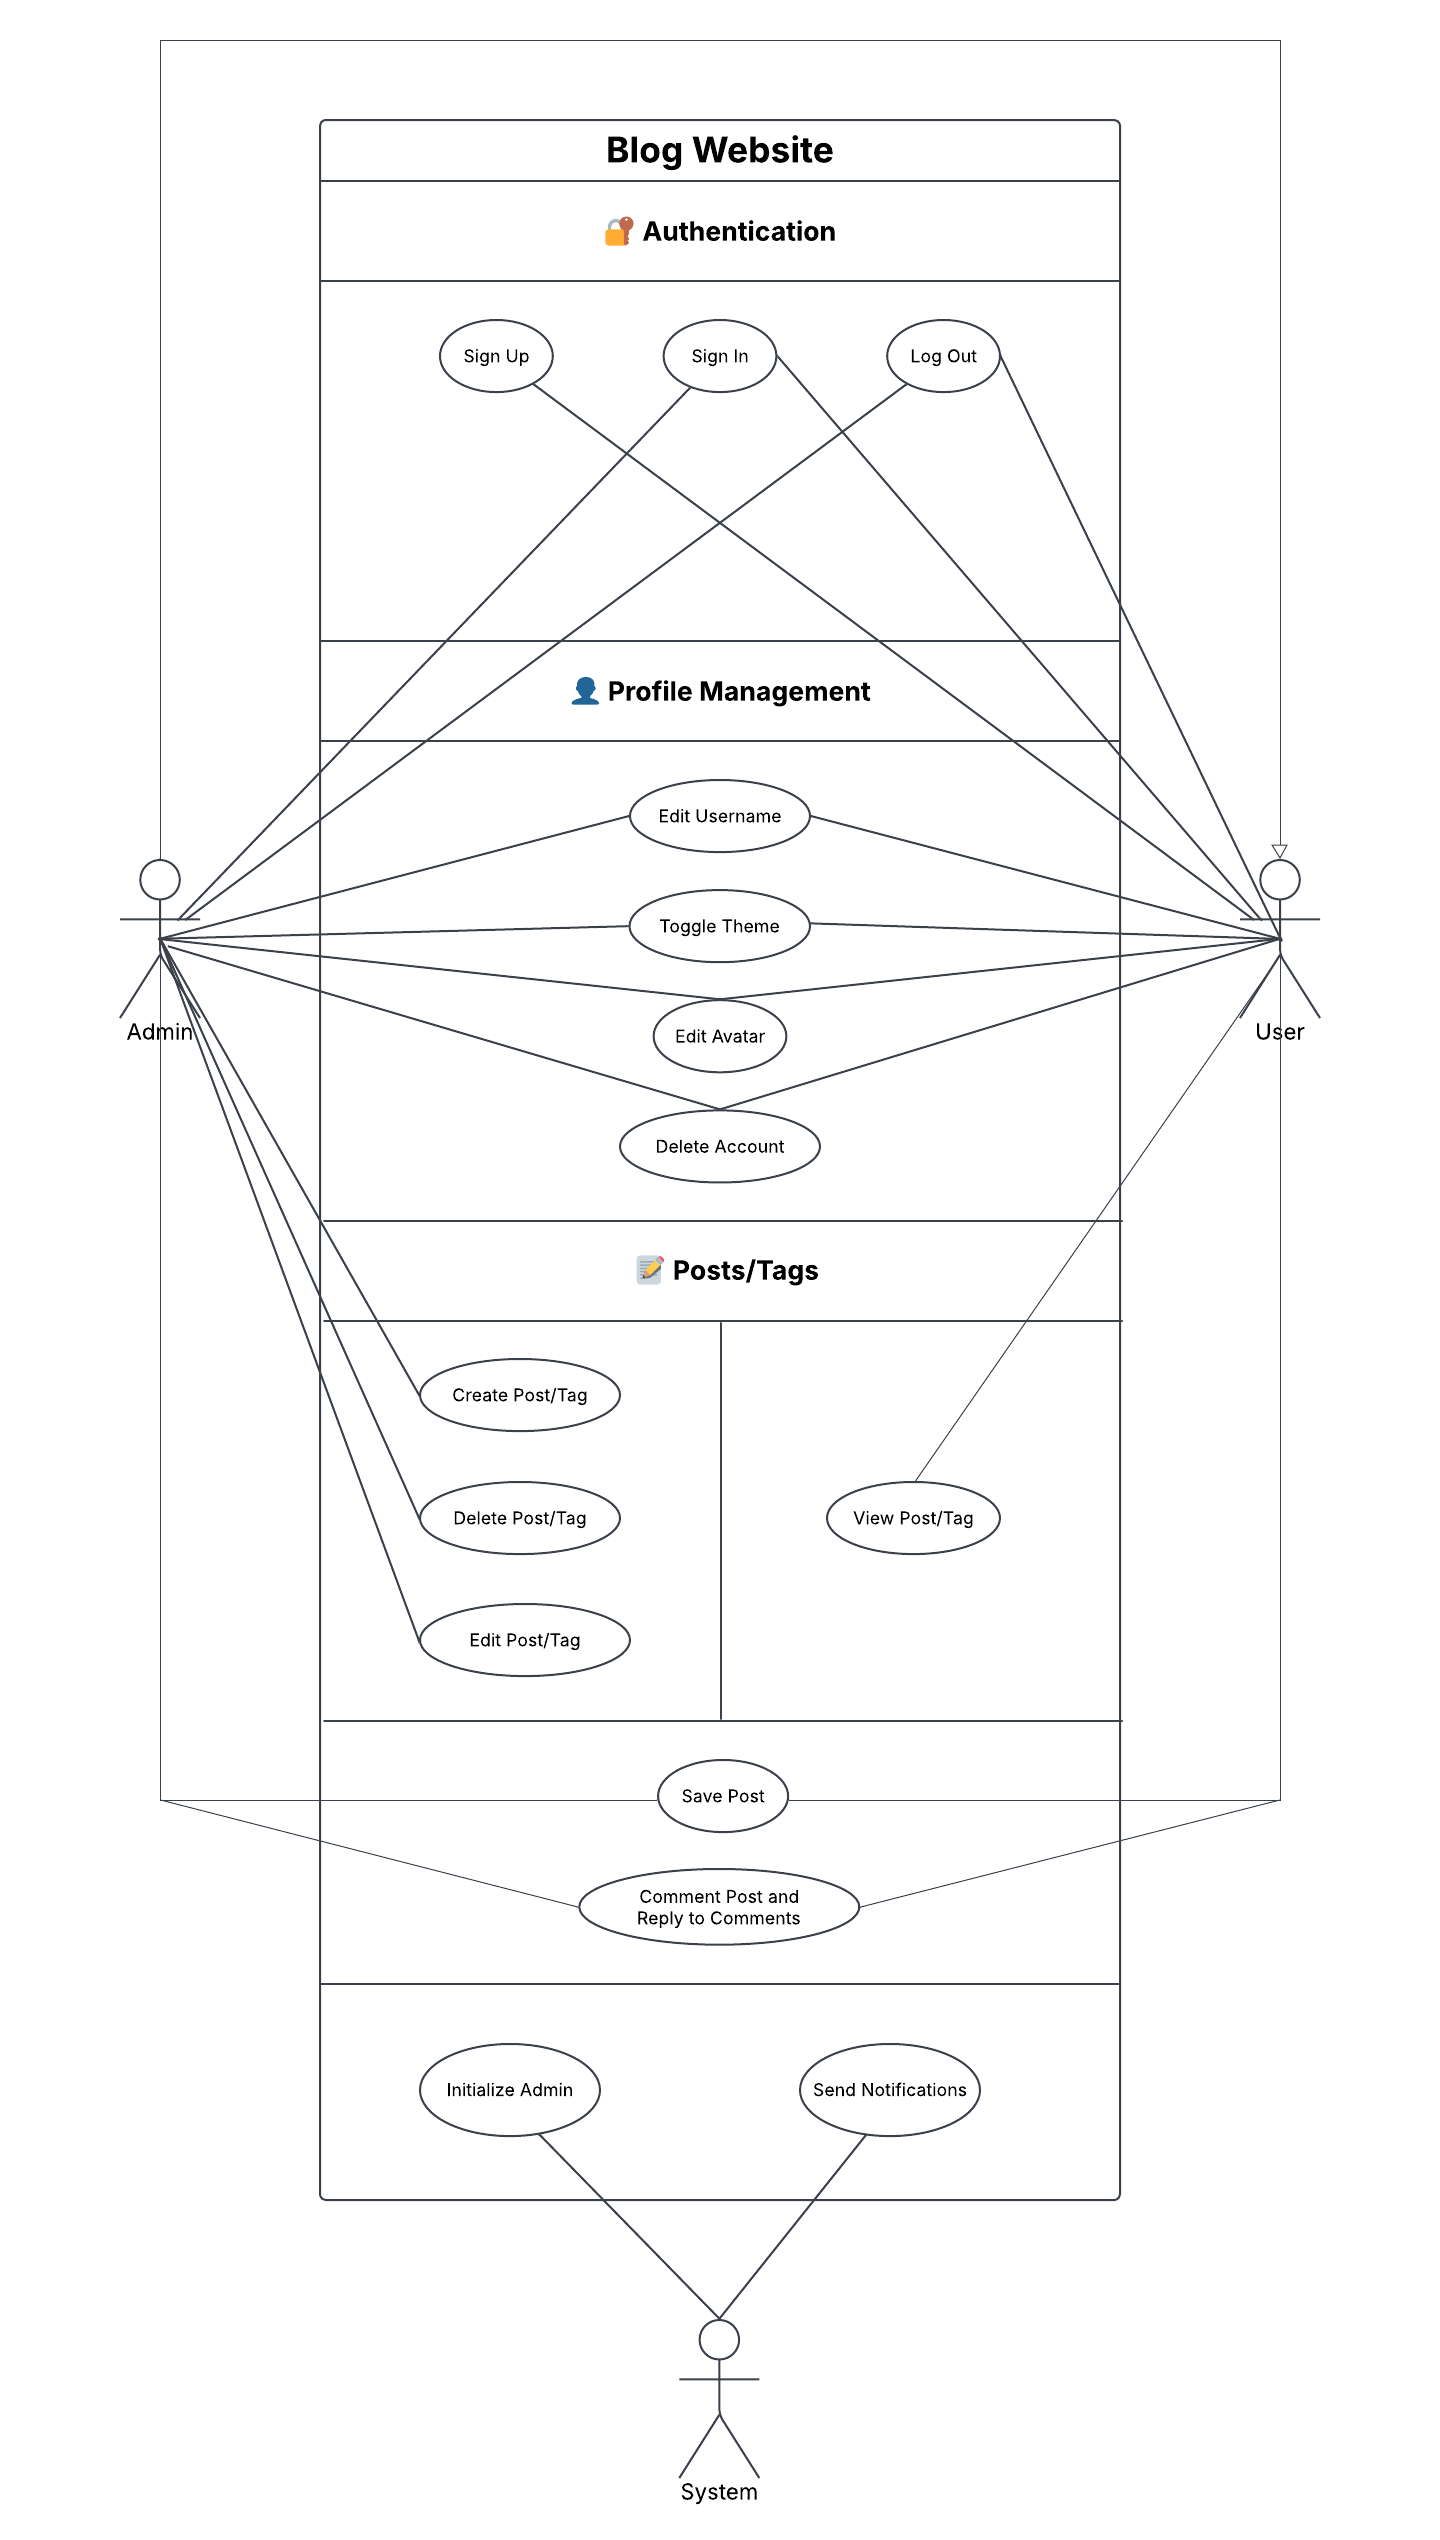 Blog Website
🔐 Authentication
Sign Up
Sign In
Log Out
👤 Profile Management
Edit Username
Toggle Theme
Edit Avatar
Admin
User
Delete Account
📝 Posts/Tags
Create Post/Tag
Delete Post/Tag
View Post/Tag
Edit Post/Tag
Save Post
Comment Post and
Reply to Comments
Initialize Admin
Send Notifications
System